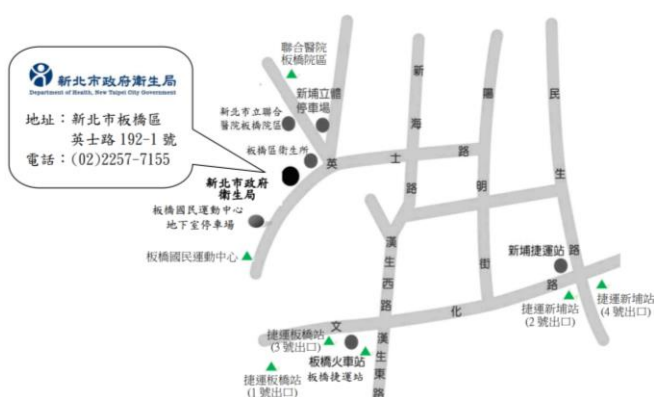 新北市政府衛生局
Department of Health, New Taipei City Government
地址：新北市板橋區
英士路 192-1 號
電話：(02)2257-7155
聯合醫院
板橋院區
新埔立體
停車場
新北市立聯合
醫院板橋院區
板橋區衛生所
新北市政府
衛生局
板橋國民運動中心
地下室停車場
板橋國民運動中心
英士路
新海路
陽明街
民生路
漢生西路
文化路
漢生東路
新埔捷運站
捷運新埔站
(2 號出口)
捷運新埔站
(4 號出口)
捷運板橋站
(3 號出口)
板橋火車站
板橋捷運站
捷運板橋站
(1 號出口)